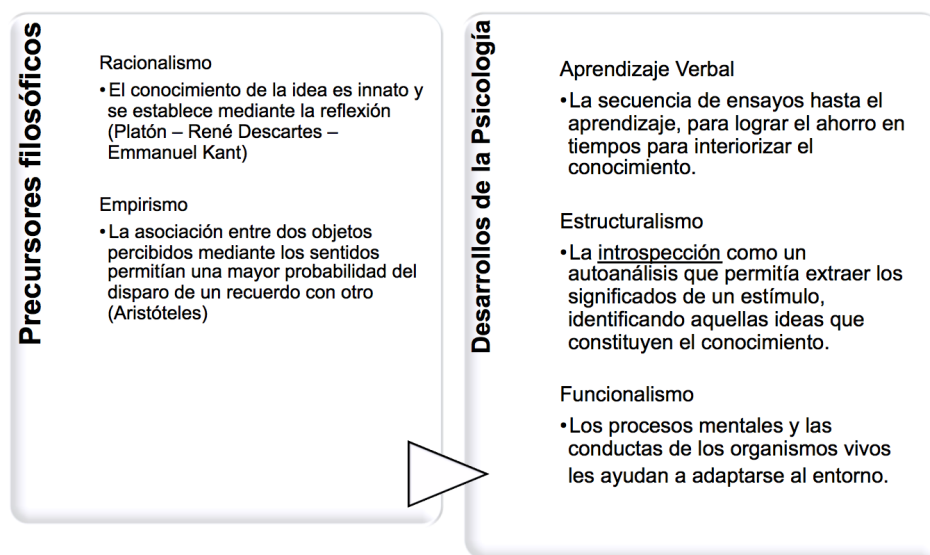 Precursores filosóficos
Racionalismo
•El conocimiento de la idea es innato y
se establece mediante la reflexión
(Platón – René Descartes –
Emmanuel Kant)
Empirismo
•La asociación entre dos objetos
percibidos mediante los sentidos
permitían una mayor probabilidad del
disparo de un recuerdo con otro
(Aristóteles)
Desarrollos de la Psicología
Aprendizaje Verbal
•La secuencia de ensayos hasta el
aprendizaje, para lograr el ahorro en
tiempos para interiorizar el
conocimiento.
Estructuralismo
•La introspección como un
autoanálisis que permitía extraer los
significados de un estímulo,
identificando aquellas ideas que
constituyen el conocimiento.
Funcionalismo
•Los procesos mentales y las
conductas de los organismos vivos
les ayudan a adaptarse al entorno.